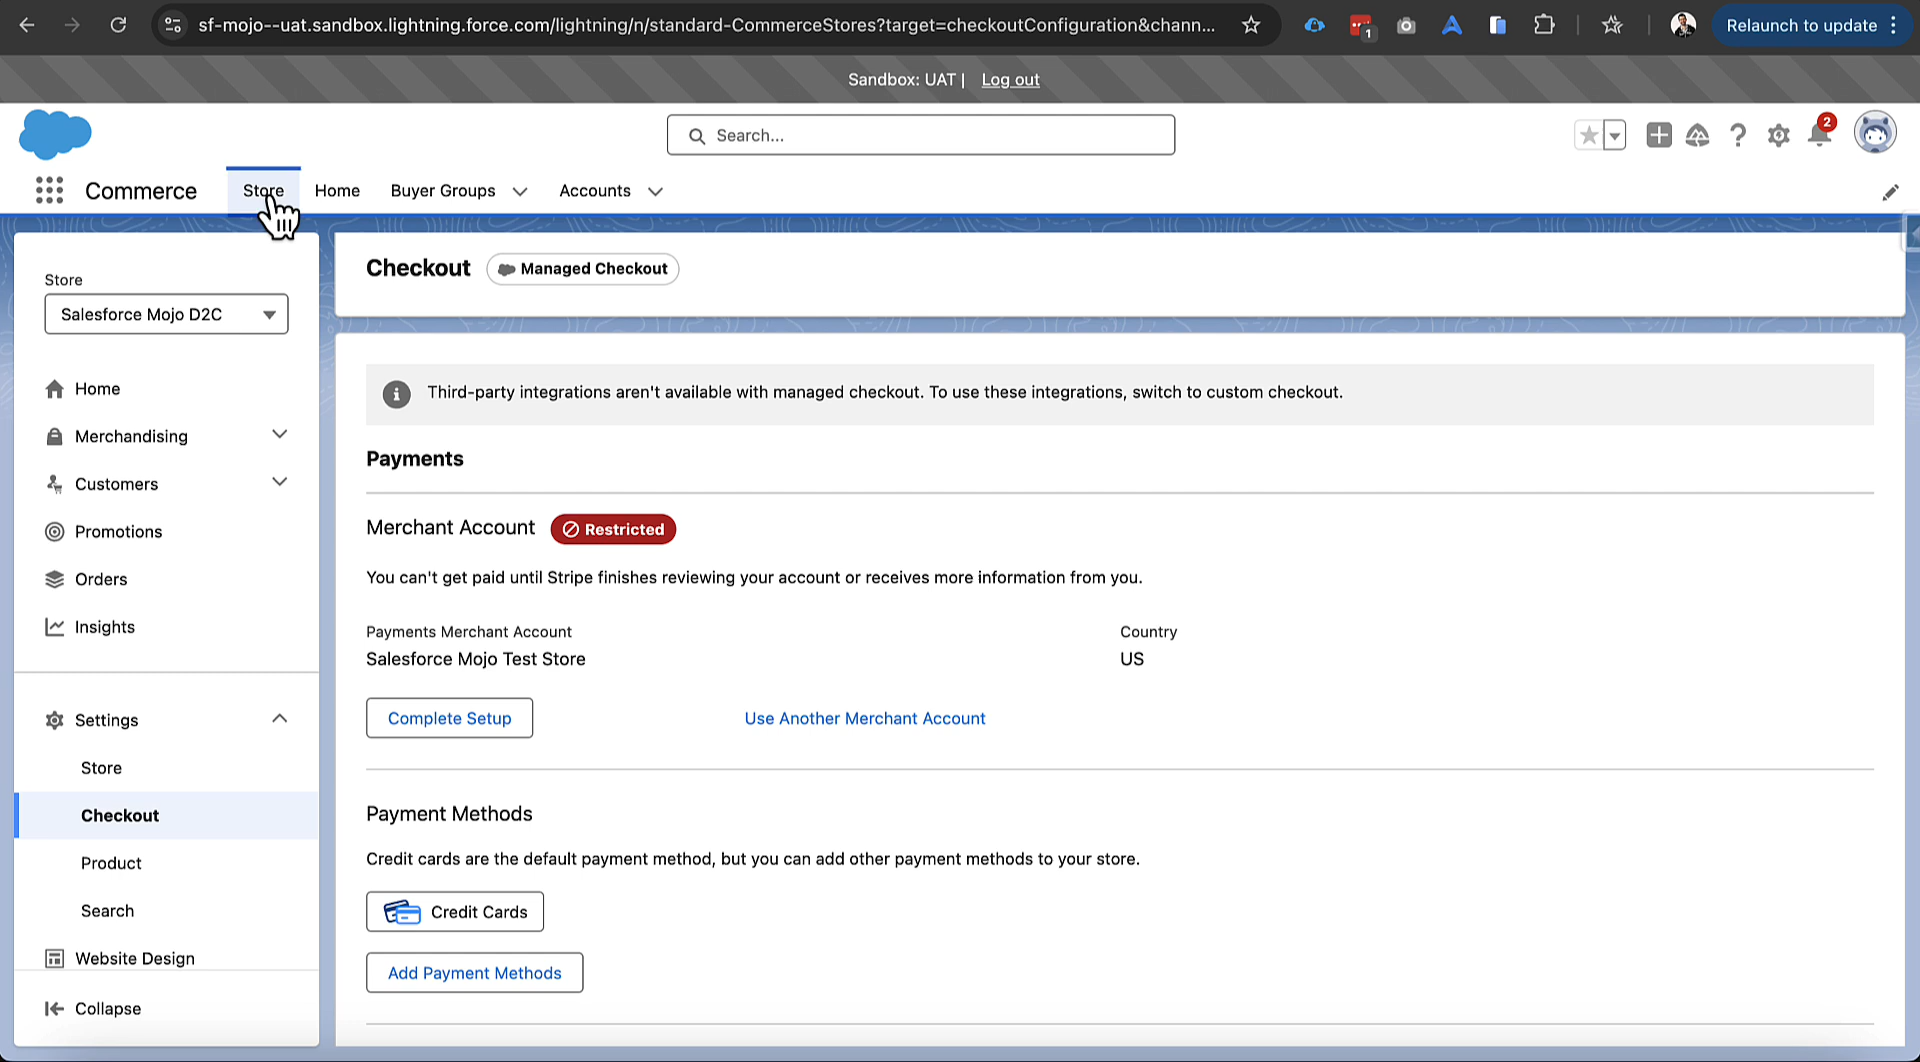 sf-mojo--uat.sandbox.lightning.force.com/lightning/n/standard-CommerceStores?target=checkoutConfiguration&chann...
1
Relaunch to update
Sandbox: UAT | Log out
Search...
2
Commerce
Store
Home
Buyer Groups
Accounts
Store
Salesforce Mojo D2C
Home
Merchandising
Customers
Promotions
Orders
Insights
Settings
Store
Checkout
Product
Search
Website Design
Collapse
Checkout
Managed Checkout
Third-party integrations aren't available with managed checkout. To use these integrations, switch to custom checkout.
Payments
Merchant Account
Restricted
You can't get paid until Stripe finishes reviewing your account or receives more information from you.
Payments Merchant Account
Salesforce Mojo Test Store
Country
US
Complete Setup
Use Another Merchant Account
Payment Methods
Credit cards are the default payment method, but you can add other payment methods to your store.
Credit Cards
Add Payment Methods